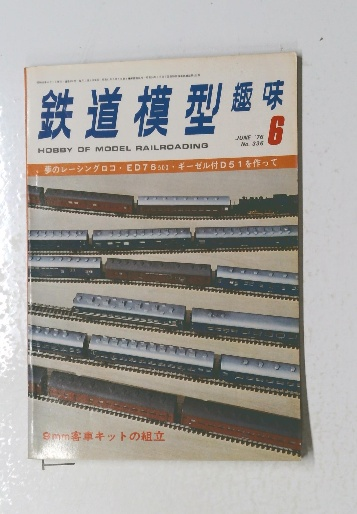 鉄道模型趣味
HOBBY OF MODEL RAILROADING
JUNE '76
No. 336
6
夢のレーシングロコ・ED76500・ギーゼル付D51を作って
9mm客車キットの組立